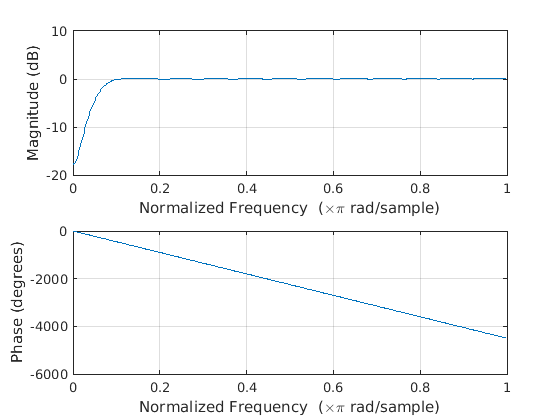 10
0
-10
-20
Magnitude (dB)
0 0.2 0.4 0.6 0.8 1
Normalized Frequency (×π rad/sample)
0
-2000
-4000
-6000
Phase (degrees)
0 0.2 0.4 0.6 0.8 1
Normalized Frequency (×π rad/sample)